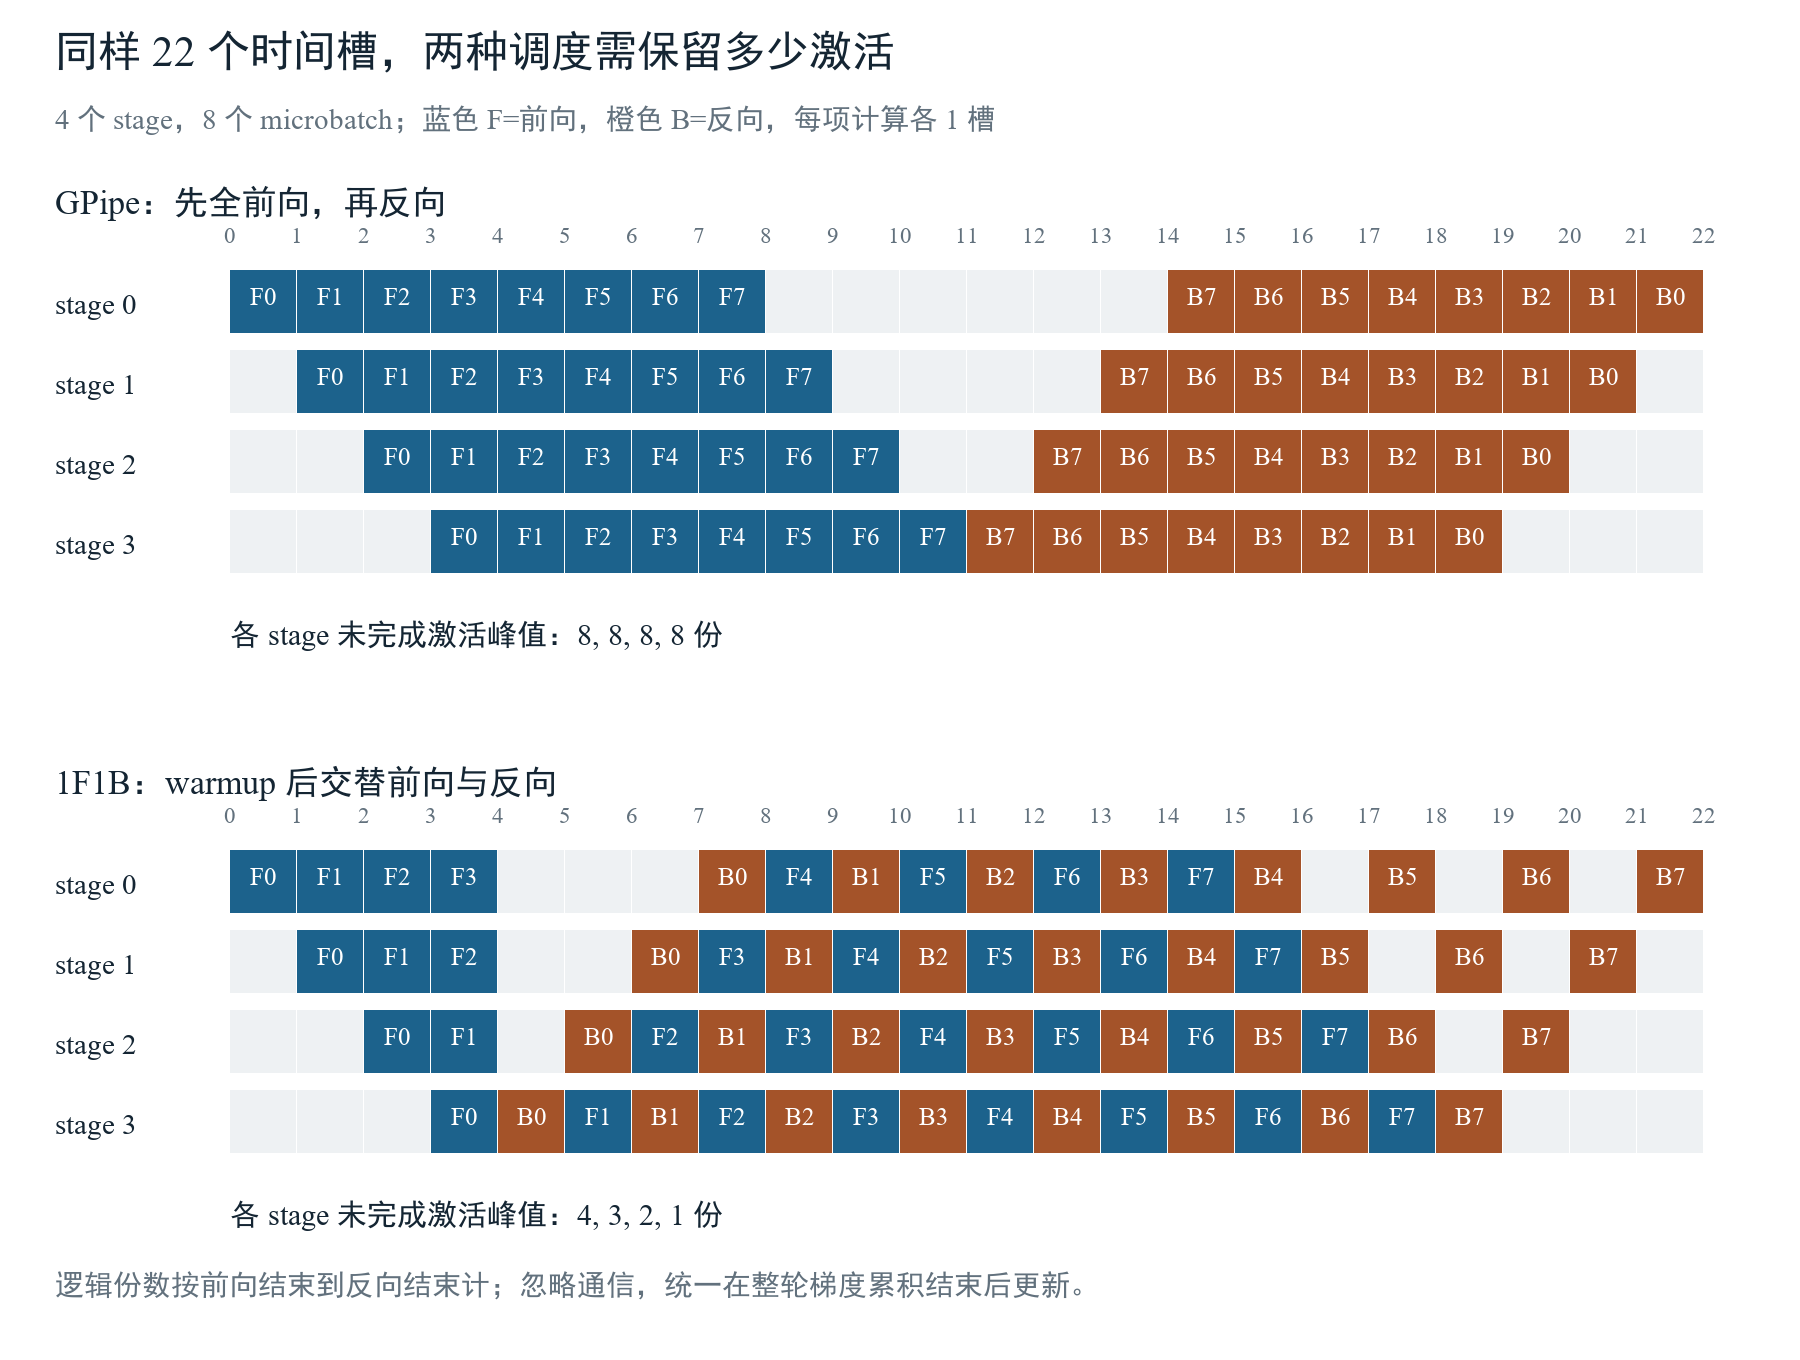 同样 22 个时间槽，两种调度需保留多少激活
4 个 stage，8 个 microbatch；蓝色 F=前向，橙色 B=反向，每项计算各 1 槽
GPipe：先全前向，再反向
0 1 2 3 4 5 6 7 8 9 10 11 12 13 14 15 16 17 18 19 20 21 22
stage 0 F0 F1 F2 F3 F4 F5 F6 F7 B7 B6 B5 B4 B3 B2 B1 B0
stage 1 F0 F1 F2 F3 F4 F5 F6 F7 B7 B6 B5 B4 B3 B2 B1 B0
stage 2 F0 F1 F2 F3 F4 F5 F6 F7 B7 B6 B5 B4 B3 B2 B1 B0
stage 3 F0 F1 F2 F3 F4 F5 F6 F7 B7 B6 B5 B4 B3 B2 B1 B0
各 stage 未完成激活峰值：8, 8, 8, 8 份
1F1B：warmup 后交替前向与反向
0 1 2 3 4 5 6 7 8 9 10 11 12 13 14 15 16 17 18 19 20 21 22
stage 0 F0 F1 F2 F3 B0 F4 B1 F5 B2 F6 B3 F7 B4 B5 B6 B7
stage 1 F0 F1 F2 B0 F3 B1 F4 B2 F5 B3 F6 B4 F7 B5 B6 B7
stage 2 F0 F1 B0 F2 B1 F3 B2 F4 B3 F5 B4 F6 B5 F7 B6 B7
stage 3 F0 B0 F1 B1 F2 B2 F3 B3 F4 B4 F5 B5 F6 B6 F7 B7
各 stage 未完成激活峰值：4, 3, 2, 1 份
逻辑份数按前向结束到反向结束计；忽略通信，统一在整轮梯度累积结束后更新。